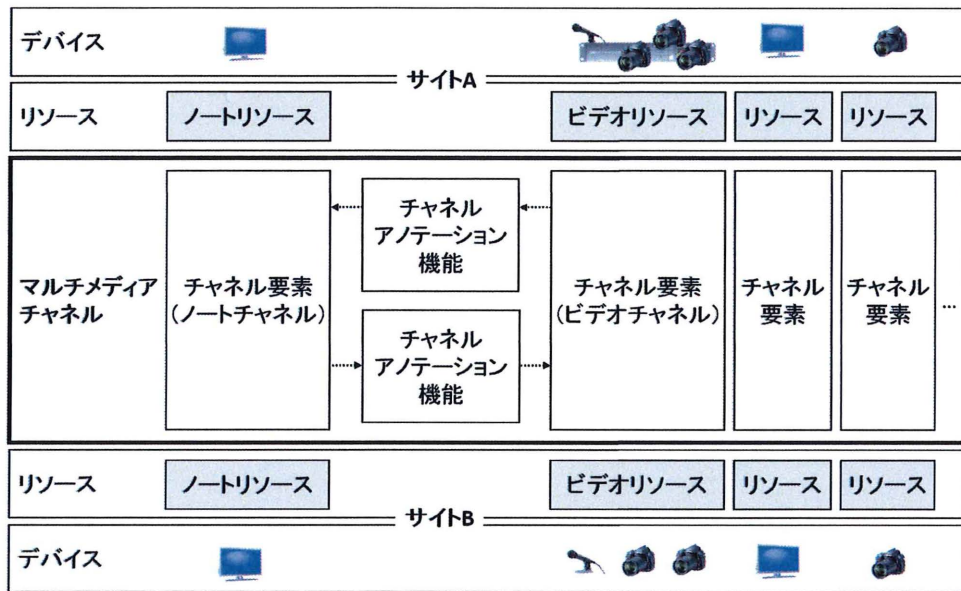 デバイス
サイトA
リソース
ノートリソース
ビデオリソース
リソース
リソース
マルチメディア
チャネル
チャネル要素
(ノートチャネル)
チャネル
アノテーション
機能
チャネル
アノテーション
機能
チャネル要素
(ビデオチャネル)
チャネル
要素
チャネル
要素
…
リソース
ノートリソース
ビデオリソース
リソース
リソース
サイトB
デバイス